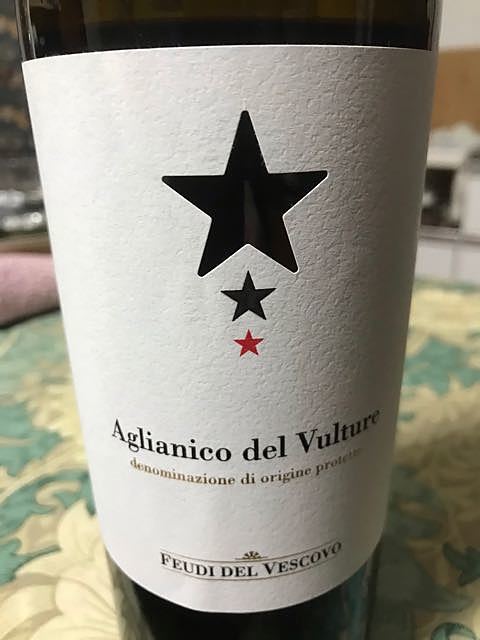 Aglianico del Vulture
denominazione di origine protetta
FEUDI DEL VESCOVO